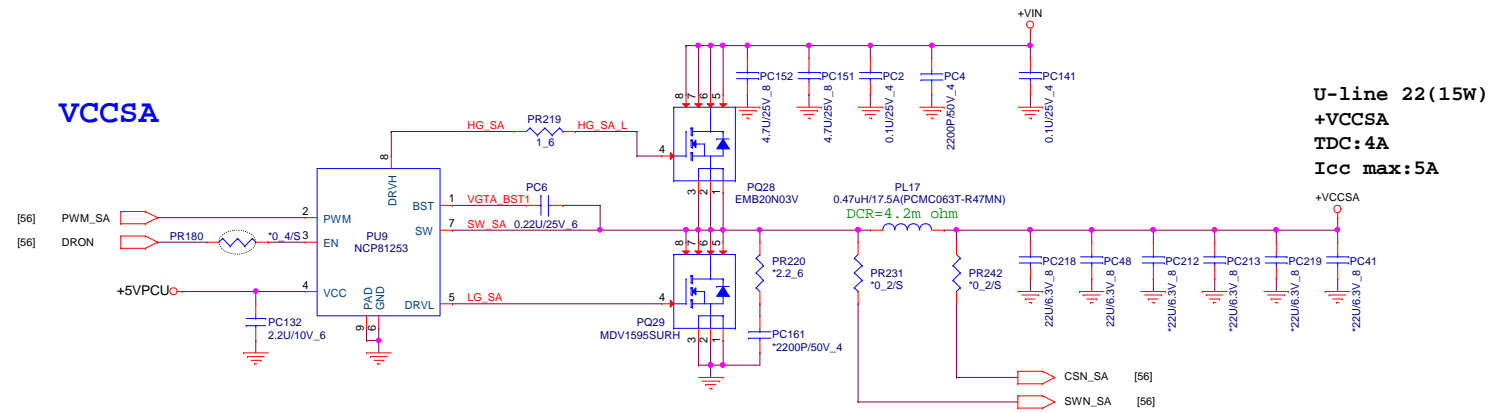 VCCSA
+VIN
8
7
6
5
PC152
4.7U/25V_8
PC151
4.7U/25V_8
PC2
0.1U/25V_4
PC4
2200P/50V_4
PC141
0.1U/25V_4
U-line 22(15W)
+VCCSA
TDC:4A
Icc max:5A
HG_SA
PR219
1_6
HG_SA_L
4
PQ28
EMB20N03V
3
2
1
8
DRVH
[56]
PWM_SA
2
PWM
BST
1
VGTA_BST1
PC6
0.22U/25V_6
[56]
DRON
PR180
*0_4/S
3
EN
PU9
NCP81253
SW
7
SW_SA
+5VPCU
4
VCC
PAD
GND
9
6
DRVL
5
LG_SA
PC132
2.2U/10V_6
8
7
6
5
4
PQ29
MDV1595SURH
3
2
1
PR220
*2.2_6
PC161
*2200P/50V_4
PL17
0.47uH/17.5A(PCMC063T-R47MN)
DCR=4.2m ohm
PR231
*0_2/S
PR242
*0_2/S
+VCCSA
PC218
22U/6.3V_8
PC48
22U/6.3V_8
PC212
*22U/6.3V_8
PC213
*22U/6.3V_8
PC219
*22U/6.3V_8
PC41
*22U/6.3V_8
CSN_SA
[56]
SWN_SA
[56]